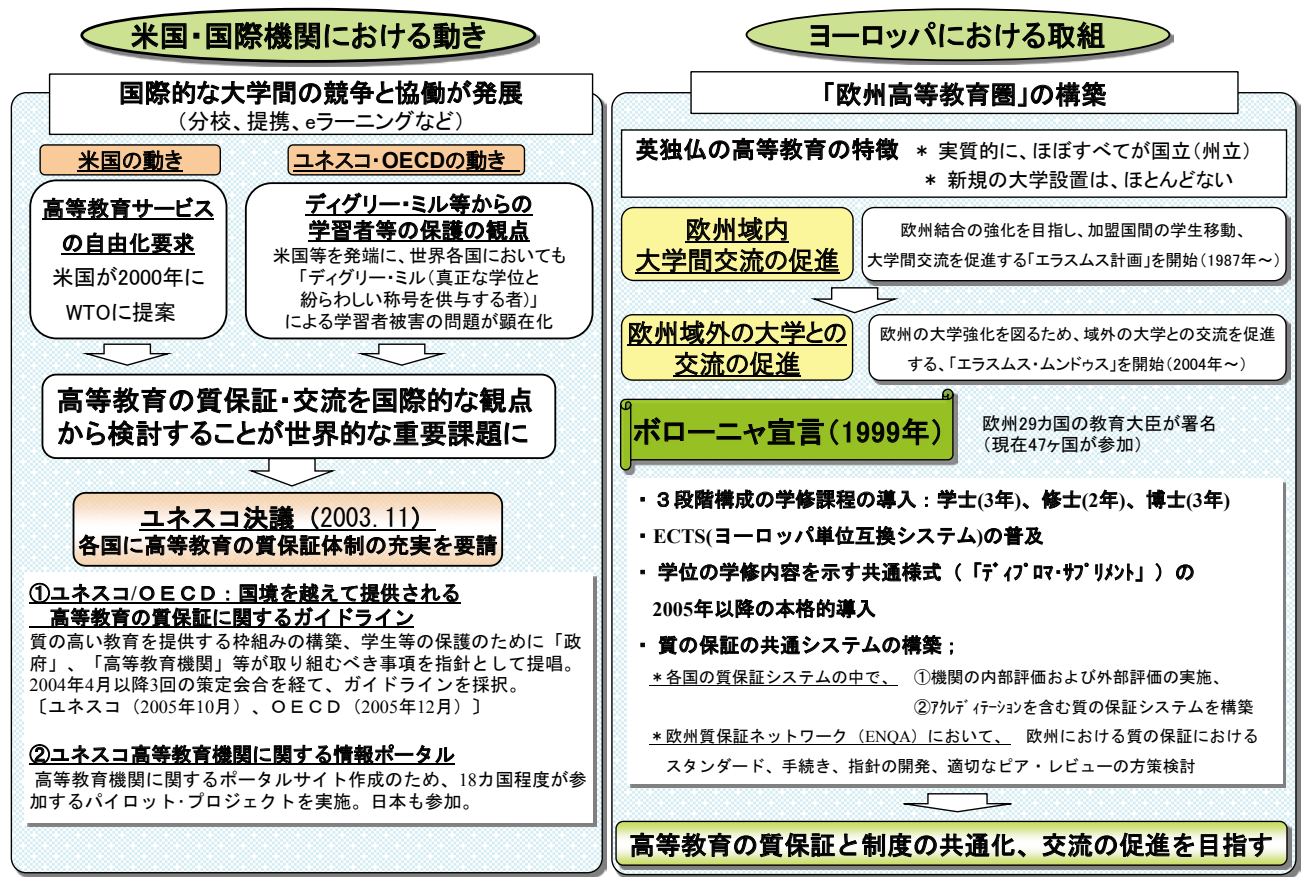 米国・国際機関における動き
国際的な大学間の競争と協働が発展
（分校、提携、eラーニングなど）
米国の動き
高等教育サービス
の自由化要求
米国が2000年に
WTOに提案
ユネスコ・OECDの動き
ディグリー・ミル等からの
学習者等の保護の観点
米国等を発端に、世界各国においても
「ディグリー・ミル（真正な学位と
紛らわしい称号を供与する者）」
による学習者被害の問題が顕在化
高等教育の質保証・交流を国際的な観点
から検討することが世界的な重要課題に
ユネスコ決議（2003.11）
各国に高等教育の質保証体制の充実を要請
①ユネスコ/ＯＥＣＤ：国境を越えて提供される
高等教育の質保証に関するガイドライン
質の高い教育を提供する枠組みの構築、学生等の保護のために「政
府」、「高等教育機関」等が取り組むべき事項を指針として提唱。
2004年4月以降3回の策定会合を経て、ガイドラインを採択。
〔ユネスコ（2005年10月）、ＯＥＣＤ（2005年12月）〕
②ユネスコ高等教育機関に関する情報ポータル
高等教育機関に関するポータルサイト作成のため、18カ国程度が参
加するパイロット・プロジェクトを実施。日本も参加。
ヨーロッパにおける取組
「欧州高等教育圏」の構築
英独仏の高等教育の特徴 ＊ 実質的に、ほぼすべてが国立（州立）
＊ 新規の大学設置は、ほとんどない
欧州域内
大学間交流の促進
欧州結合の強化を目指し、加盟国間の学生移動、
大学間交流を促進する「エラスムス計画」を開始（1987年～）
欧州域外の大学との
交流の促進
欧州の大学強化を図るため、域外の大学との交流を促進
する、「エラスムス・ムンドゥス」を開始（2004年～）
ボローニャ宣言（1999年）
欧州29カ国の教育大臣が署名
（現在47ヶ国が参加）
・３段階構成の学修課程の導入：学士(3年)、修士(2年)、博士(3年)
・ECTS(ヨーロッパ単位互換システム)の普及
・ 学位の学修内容を示す共通様式（「ﾃﾞｨﾌﾟﾛﾏ･ｻﾌﾟﾘﾒﾝﾄ」）の
2005年以降の本格的導入
・ 質の保証の共通システムの構築；
＊各国の質保証システムの中で、 ①機関の内部評価および外部評価の実施、
②ｱｸﾚﾃﾞｨﾃｰｼｮﾝを含む質の保証システムを構築
＊欧州質保証ネットワーク（ENQA）において、 欧州における質の保証における
スタンダード、手続き、指針の開発、適切なピア・レビューの方策検討
高等教育の質保証と制度の共通化、交流の促進を目指す